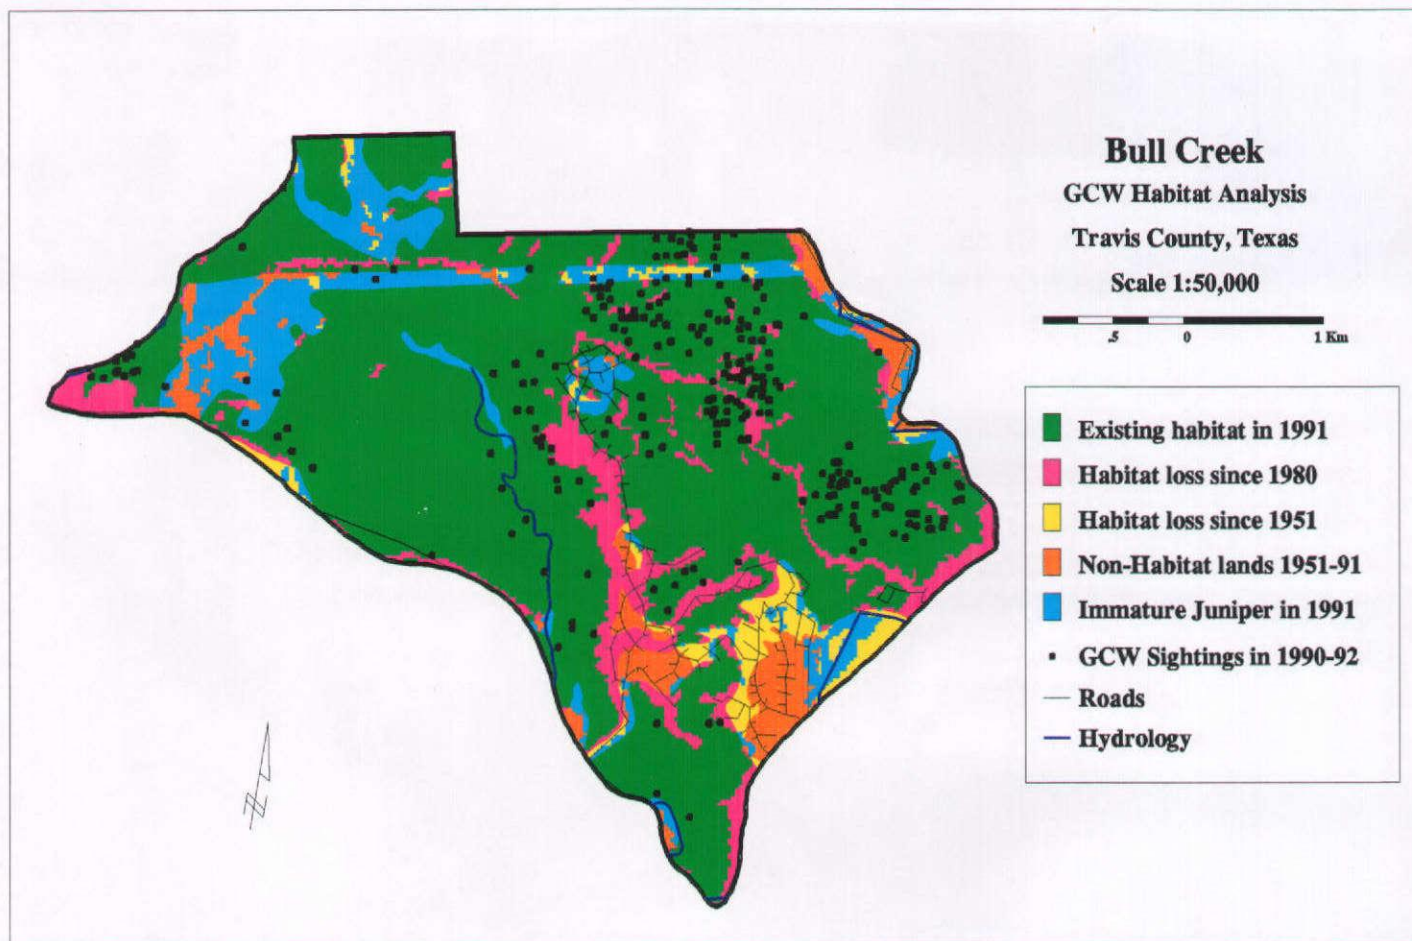 Bull Creek
GCW Habitat Analysis
Travis County, Texas
Scale 1:50,000
.5 0 1 Km
Existing habitat in 1991
Habitat loss since 1980
Habitat loss since 1951
Non-Habitat lands 1951-91
Immature Juniper in 1991
GCW Sightings in 1990-92
Roads
Hydrology
N